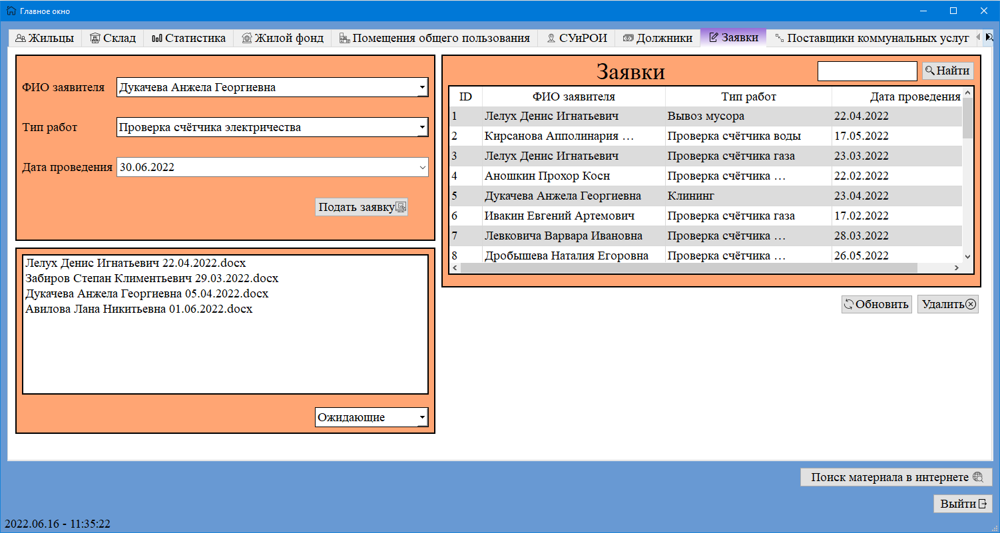 Главное окно
Жильцы Склад Статистика Жилой фонд Помещения общего пользования СУиРОИ Должники Заявки Поставщики коммунальных услуг
ФИО заявителя Дукачева Анжела Георгиевна
Тип работ Проверка счётчика электричества
Дата проведения 30.06.2022
Подать заявку
Лелух Денис Игнатьевич 22.04.2022.docx
Забиров Степан Климентьевич 29.03.2022.docx
Дукачева Анжела Георгиевна 05.04.2022.docx
Авилова Лана Никитьевна 01.06.2022.docx
Ожидающие
Заявки Найти
ID ФИО заявителя Тип работ Дата проведения
1 Лелух Денис Игнатьевич Вывоз мусора 22.04.2022
2 Кирсанова Апполинария … Проверка счётчика воды 17.05.2022
3 Лелух Денис Игнатьевич Проверка счётчика газа 23.03.2022
4 Аношкин Прохор Косн Проверка счётчика … 22.02.2022
5 Дукачева Анжела Георгиевна Клининг 23.04.2022
6 Ивакин Евгений Артемович Проверка счётчика газа 17.02.2022
7 Левковича Варвара Ивановна Проверка счётчика … 28.03.2022
8 Дробышева Наталия Егоровна Проверка счётчика … 26.05.2022
Обновить Удалить
Поиск материала в интернете
Выйти
2022.06.16 - 11:35:22